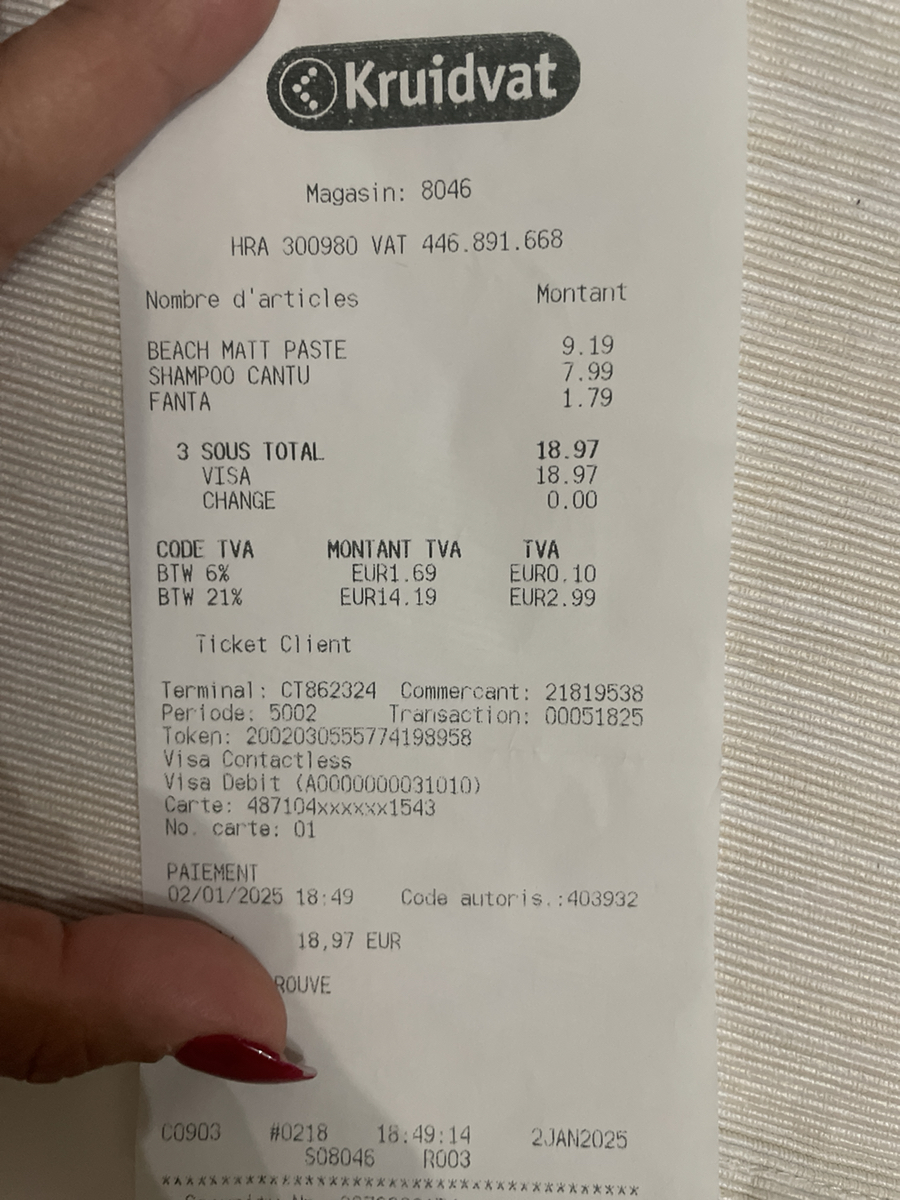 Kruidvat
Magasin: 8046
HRA 300980 VAT 446.891.668
Nombre d'articles Montant
BEACH MATT PASTE 9.19
SHAMPOO CANTU 7.99
FANTA 1.79
3 SOUS TOTAL 18.97
VISA 18.97
CHANGE 0.00
CODE TVA MONTANT TVA TVA
BTW 6% EUR1.69 EUR0.10
BTW 21% EUR14.19 EUR2.99
Ticket Client
Terminal: CT862324 Commercant: 21819538
Periode: 5002 Transaction: 00051825
Token: 2002030555774198958
Visa Contactless
Visa Debit (A0000000031010)
Carte: 487104xxxxxx1543
No. carte: 01
PAIEMENT
02/01/2025 18:49 Code autoris.:403932
18,97 EUR
ROUVE
C0903 #0218 18:49:14 2JAN2025
S08046 R003
****************************************